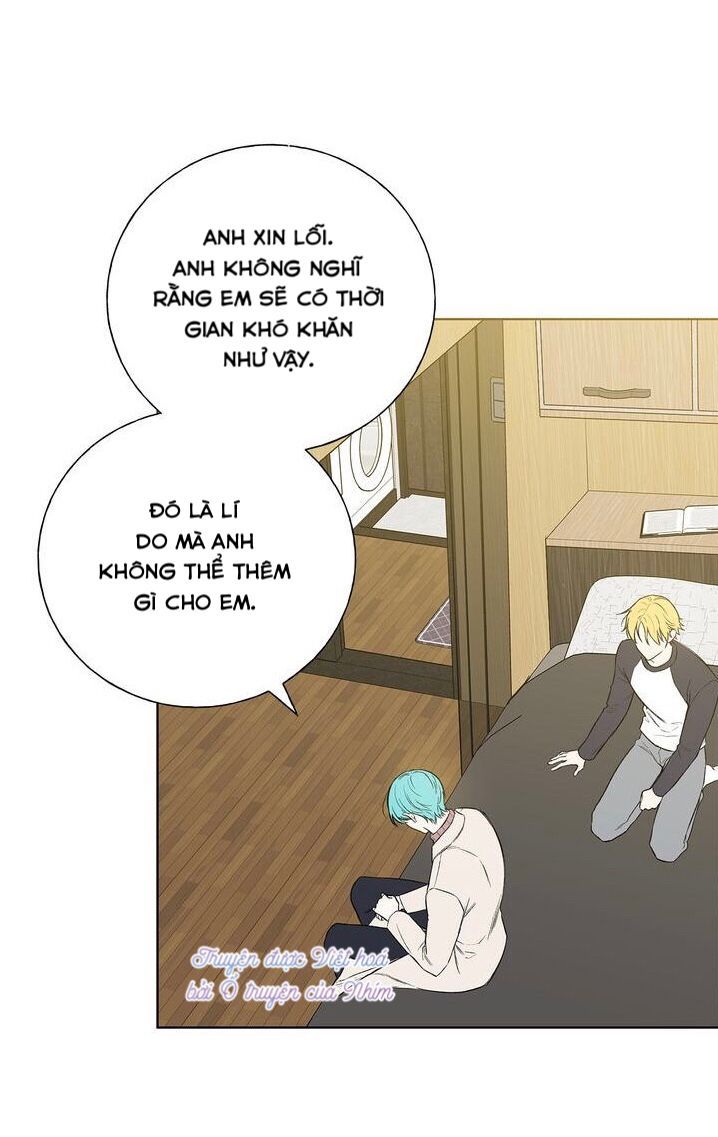 ANH XIN LỖI.
ANH KHÔNG NGHĨ
RẰNG EM SẼ CÓ THỜI
GIAN KHÓ KHĂN
NHƯ VẬY.
ĐÓ LÀ LÍ
DO MÀ ANH
KHÔNG THỂ THÊM
GÌ CHO EM.
Truyện được Việt hoá
bởi Ổ truyện của Nhím